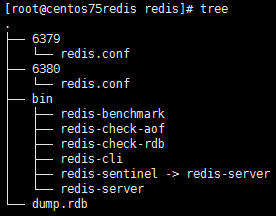 [root@centos75redis redis]# tree
.
├── 6379
│   └── redis.conf
├── 6380
│   └── redis.conf
├── bin
│   ├── redis-benchmark
│   ├── redis-check-aof
│   ├── redis-check-rdb
│   ├── redis-cli
│   ├── redis-sentinel -> redis-server
│   └── redis-server
└── dump.rdb